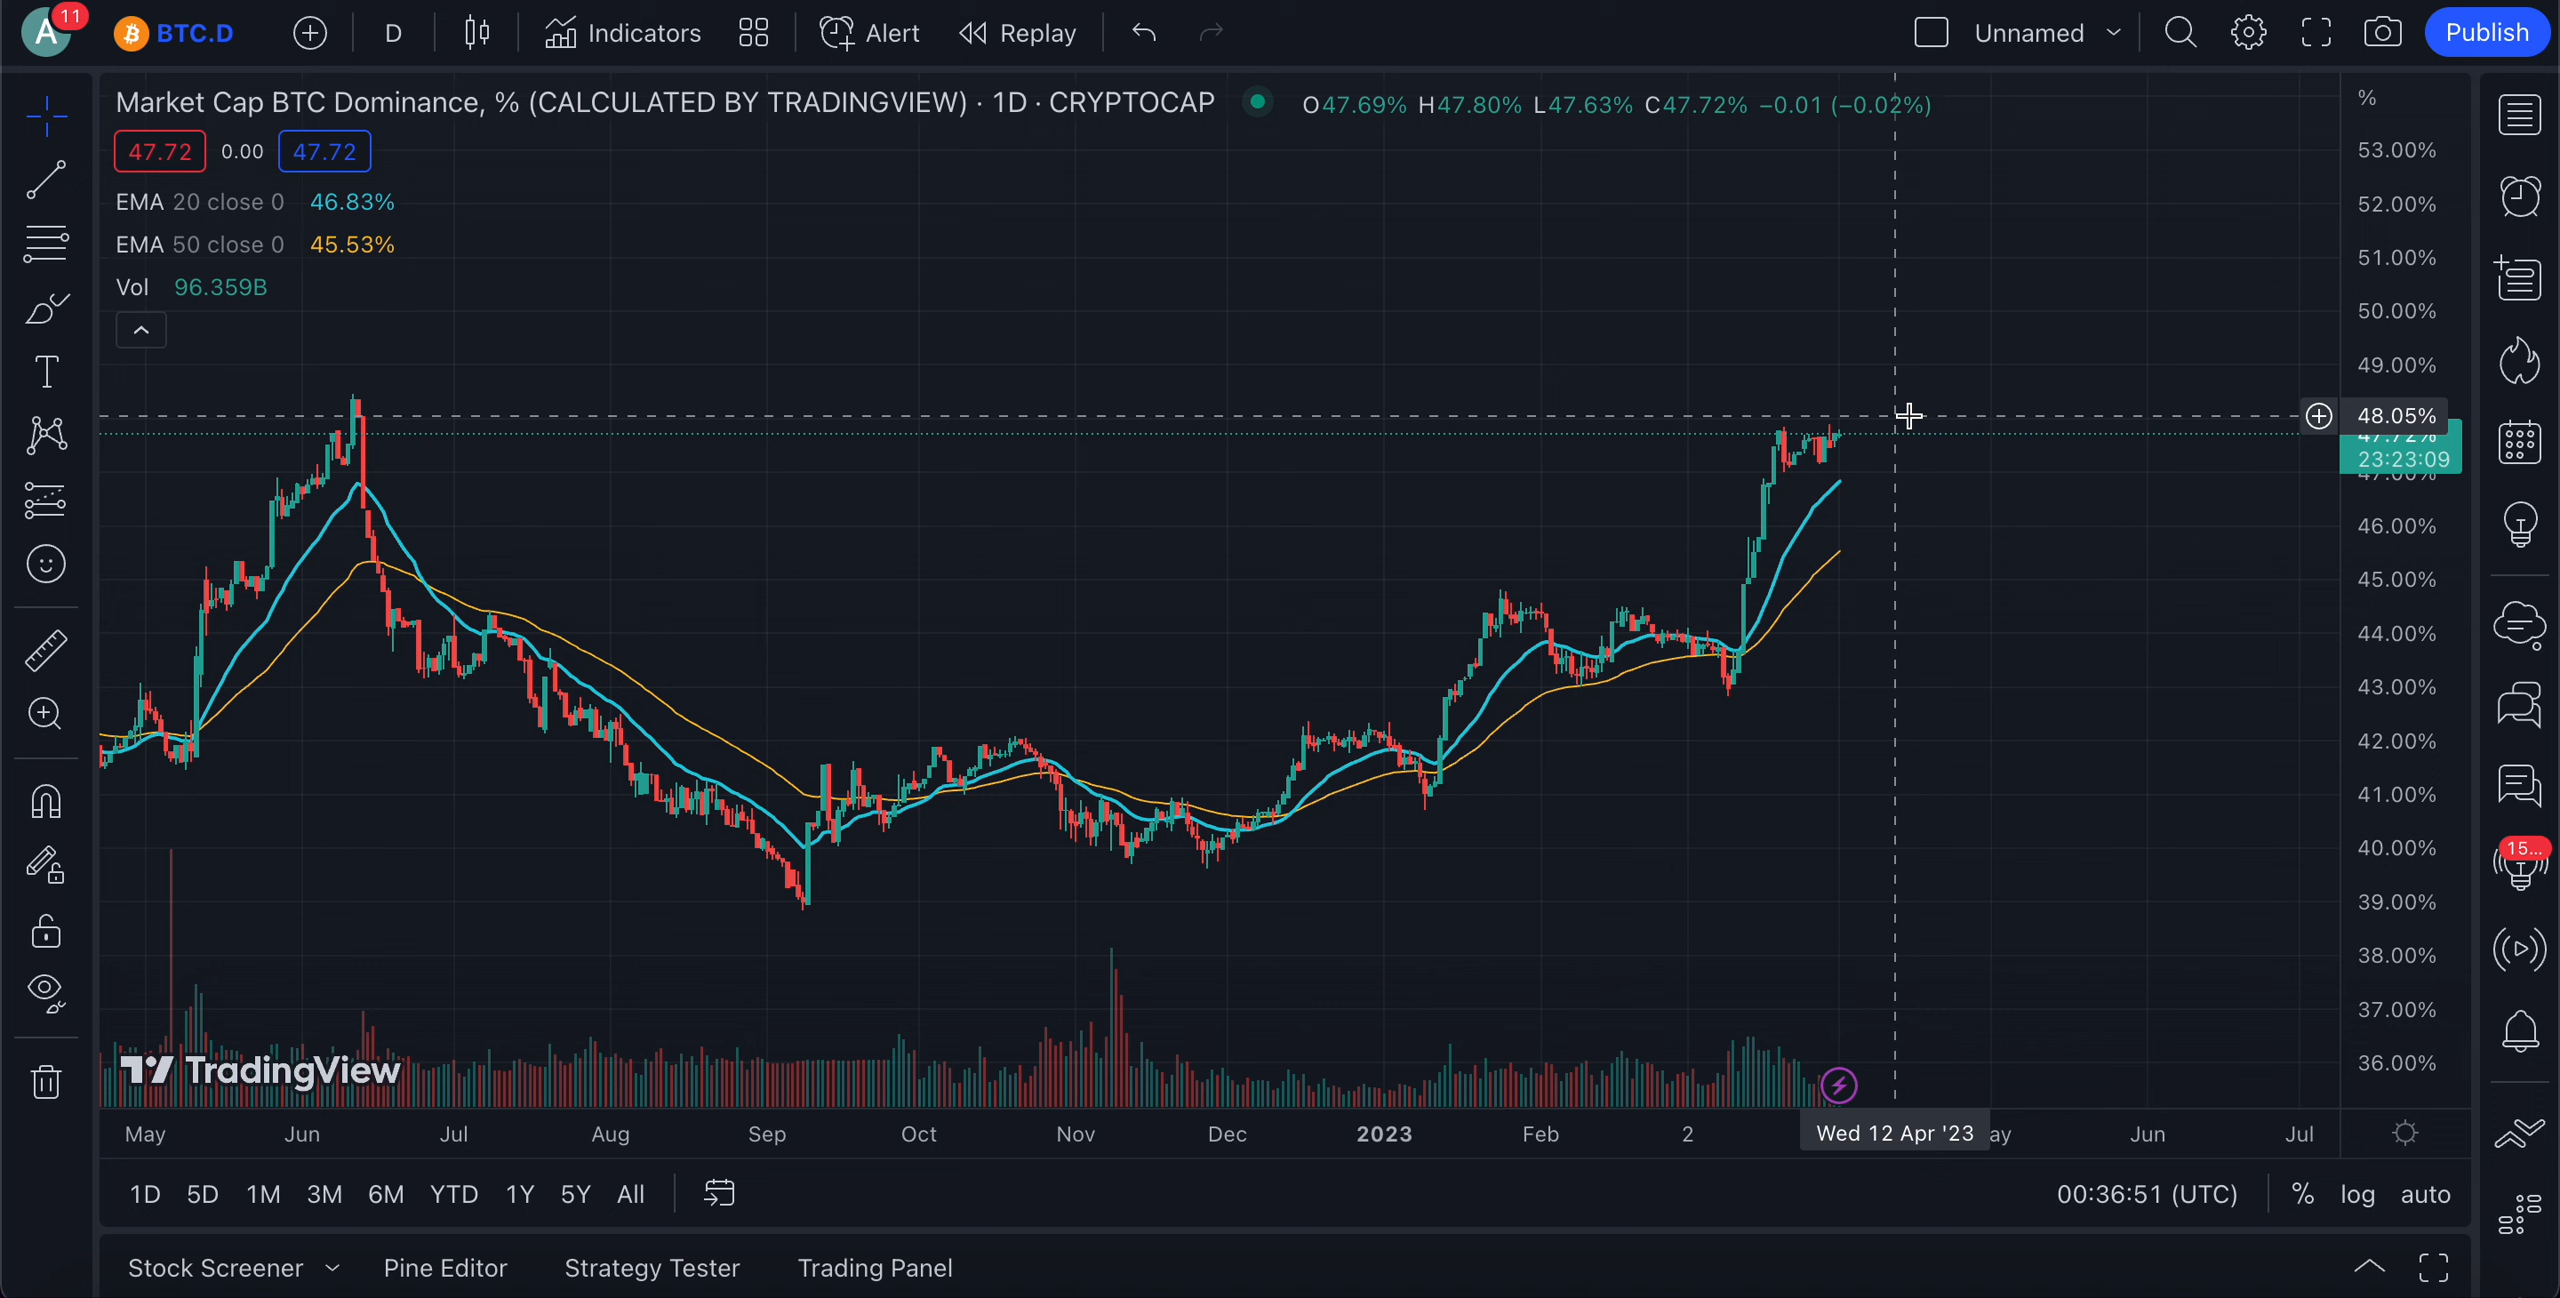 A 11 BTC.D D Indicators Alert Replay Unnamed Publish
Market Cap BTC Dominance, % (CALCULATED BY TRADINGVIEW) · 1D · CRYPTOCAP O47.69% H47.80% L47.63% C47.72% −0.01 (−0.02%)
%
47.72 0.00 47.72
53.00%
EMA 20 close 0 46.83%
52.00%
EMA 50 close 0 45.53%
51.00%
Vol 96.359B
50.00%
49.00%
48.05%
47.72%
23:23:09
47.00%
46.00%
45.00%
44.00%
43.00%
42.00%
41.00%
40.00%
15...
39.00%
38.00%
37.00%
36.00%
TradingView
May Jun Jul Aug Sep Oct Nov Dec 2023 Feb 2 Wed 12 Apr '23 ay Jun Jul
1D 5D 1M 3M 6M YTD 1Y 5Y All 00:36:51 (UTC) % log auto
Stock Screener Pine Editor Strategy Tester Trading Panel